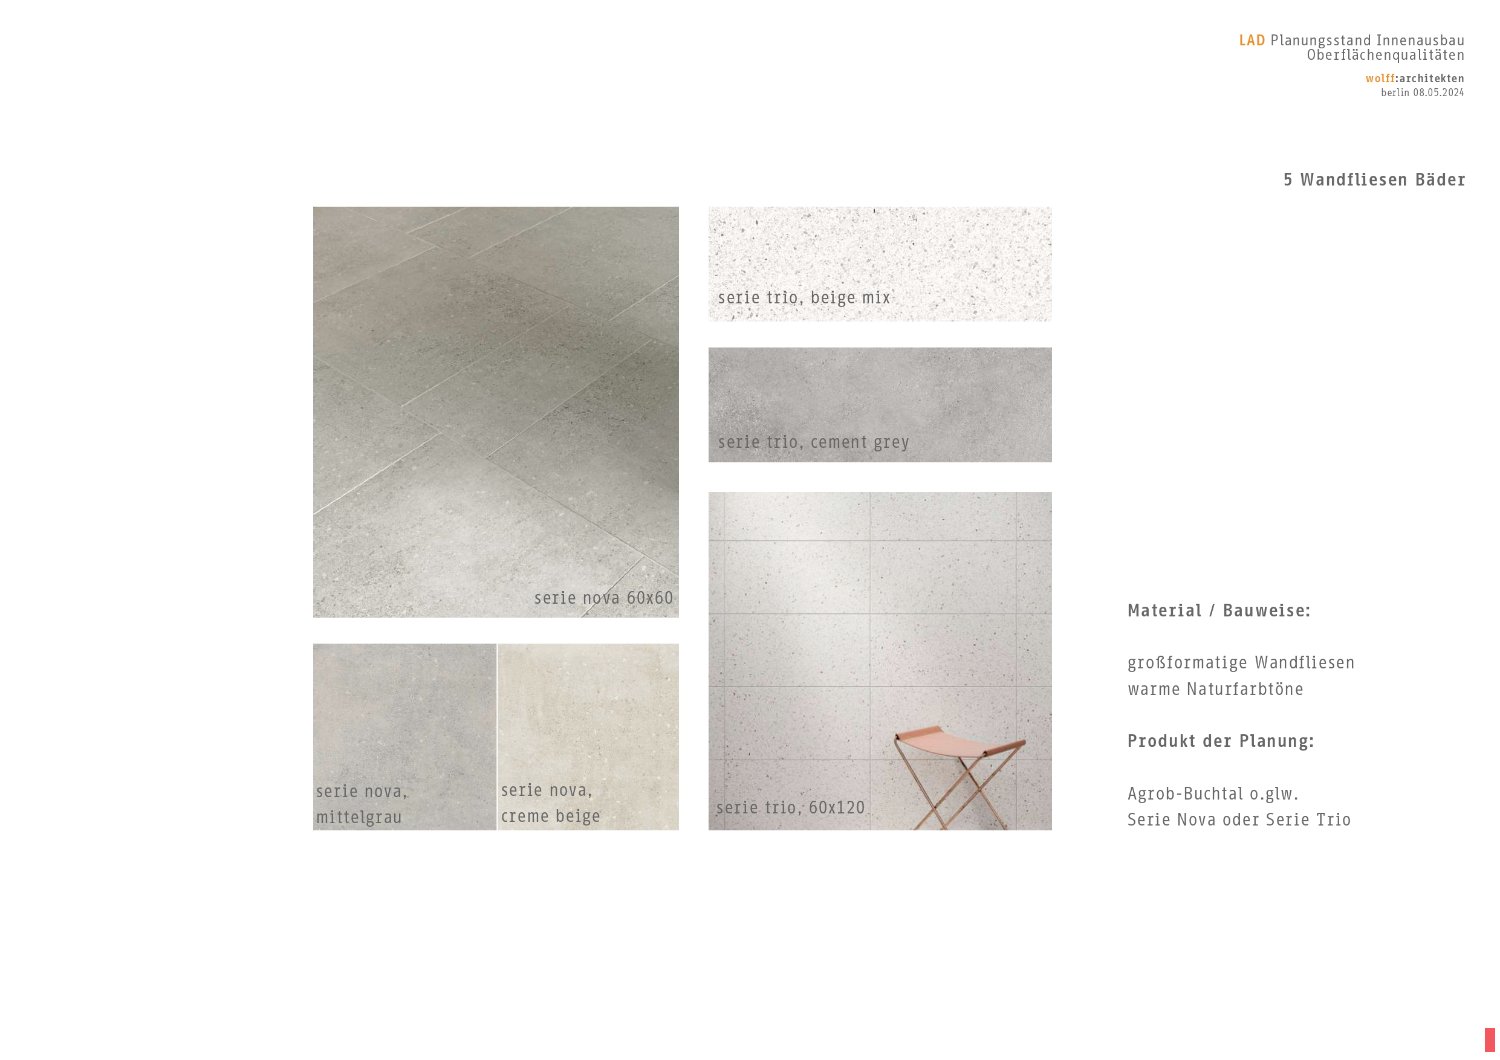 LAD Planungsstand Innenausbau
Oberflächenqualitäten
wolff:architekten
berlin 08.05.2024
5 Wandfliesen Bäder
serie nova 60x60
serie nova,
mittelgrau
serie nova,
creme beige
serie trio, beige mix
serie trio, cement grey
serie trio, 60x120
Material / Bauweise:
großformatige Wandfliesen
warme Naturfarbtöne
Produkt der Planung:
Agrob-Buchtal o.glw.
Serie Nova oder Serie Trio